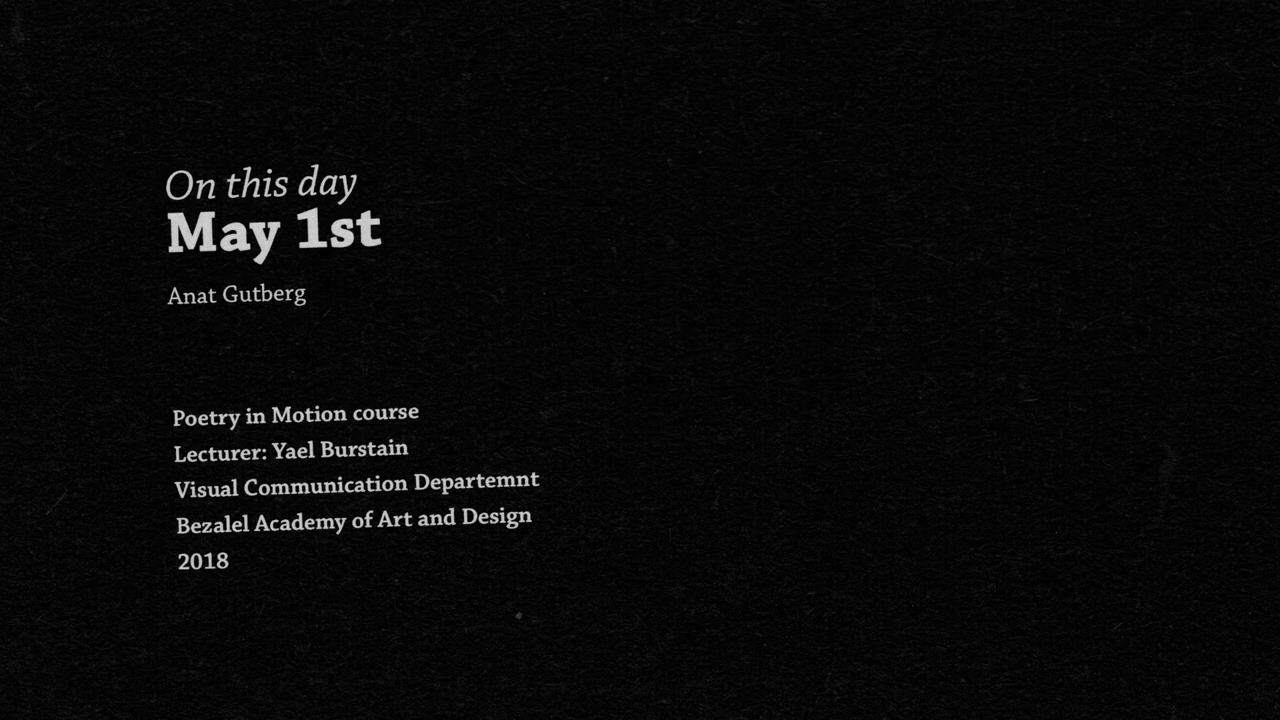 On this day
May 1st
Anat Gutberg
Poetry in Motion course
Lecturer: Yael Burstain
Visual Communication Departemnt
Bezalel Academy of Art and Design
2018